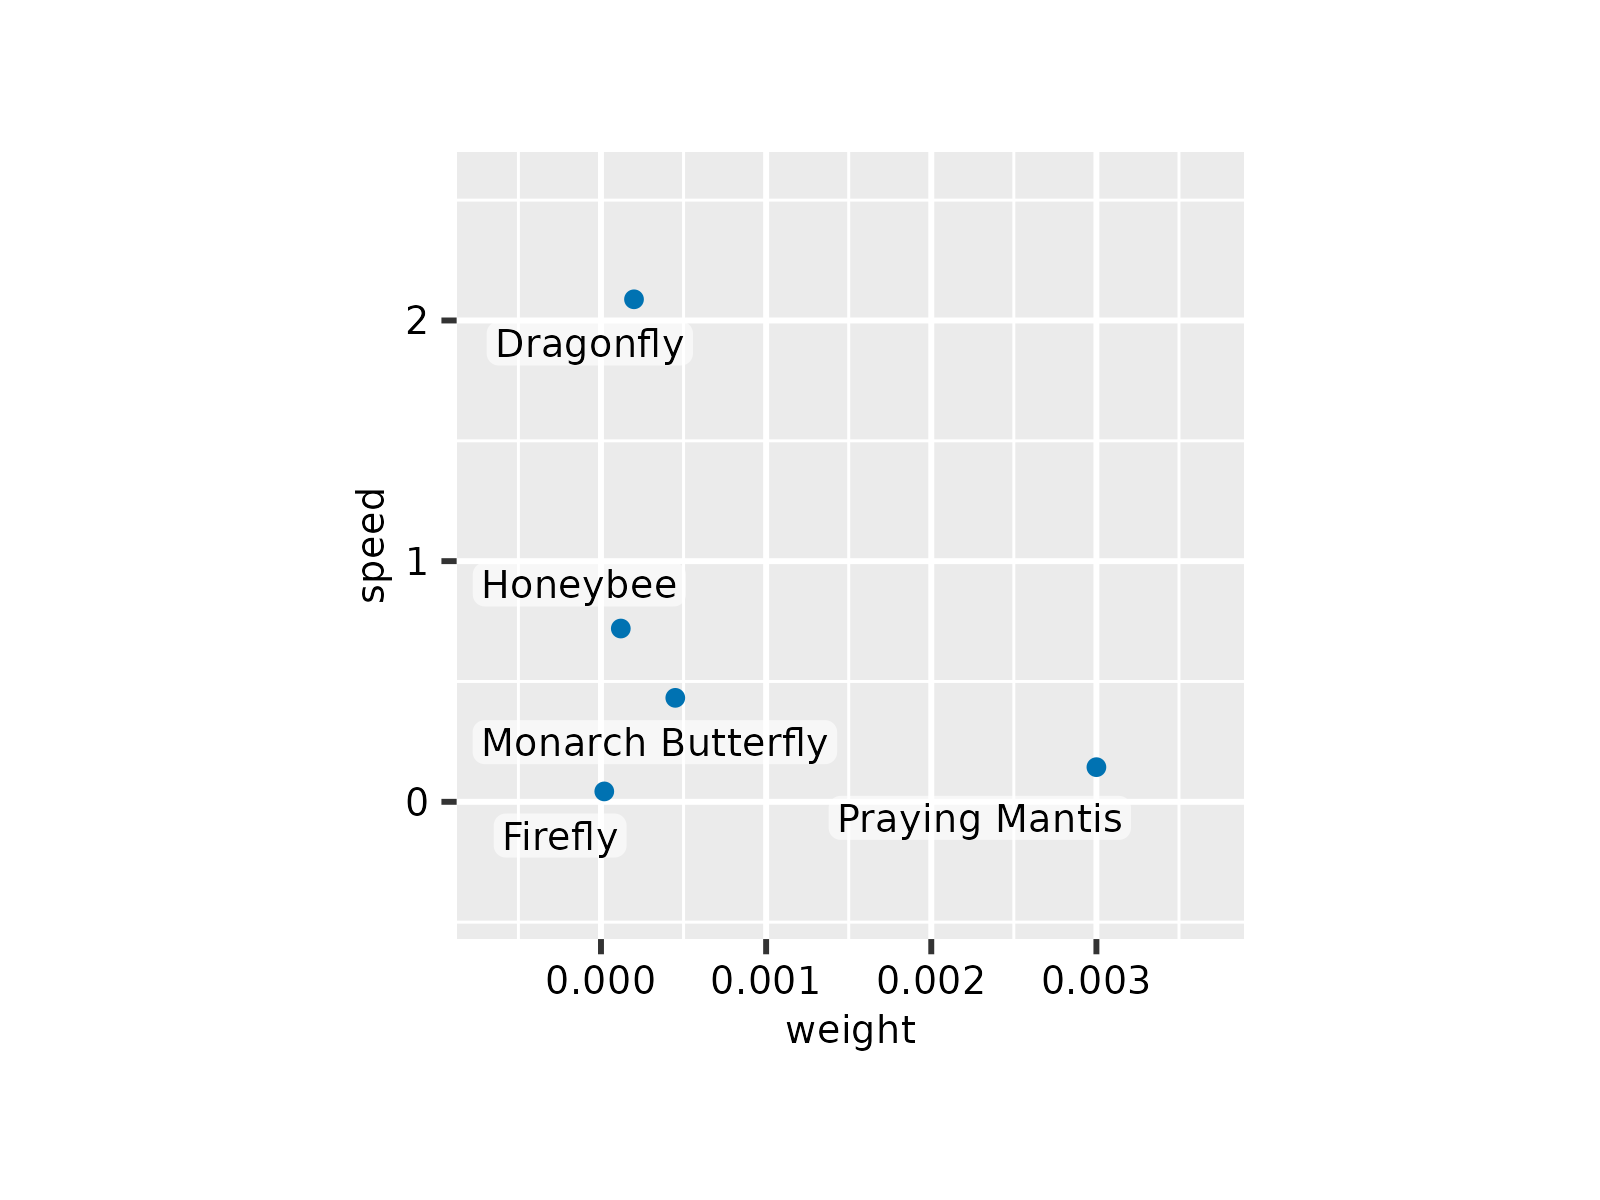 2
Dragonfly
speed
1
Honeybee
Monarch Butterfly
0
Praying Mantis
Firefly
0.000 0.001 0.002 0.003
weight